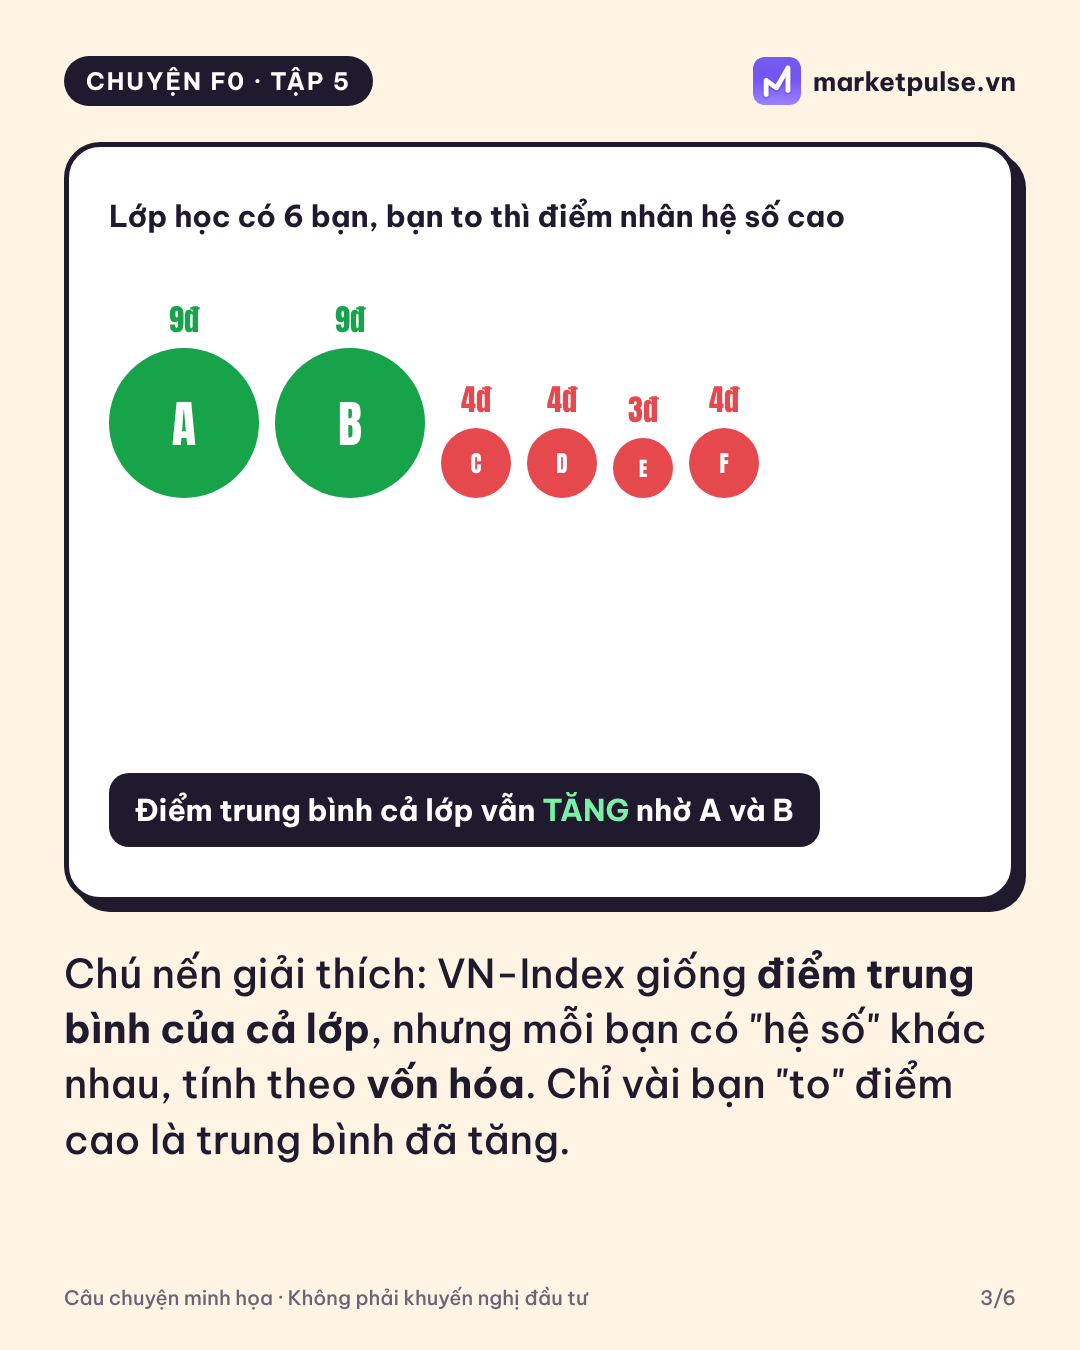 CHUYỆN F0 · TẬP 5
marketpulse.vn
Lớp học có 6 bạn, bạn to thì điểm nhân hệ số cao
9đ 9đ 4đ 4đ 3đ 4đ
A B C D E F
Điểm trung bình cả lớp vẫn TĂNG nhờ A và B
Chú nến giải thích: VN-Index giống điểm trung
bình của cả lớp, nhưng mỗi bạn có "hệ số" khác
nhau, tính theo vốn hóa. Chỉ vài bạn "to" điểm
cao là trung bình đã tăng.
Câu chuyện minh họa · Không phải khuyến nghị đầu tư
3/6